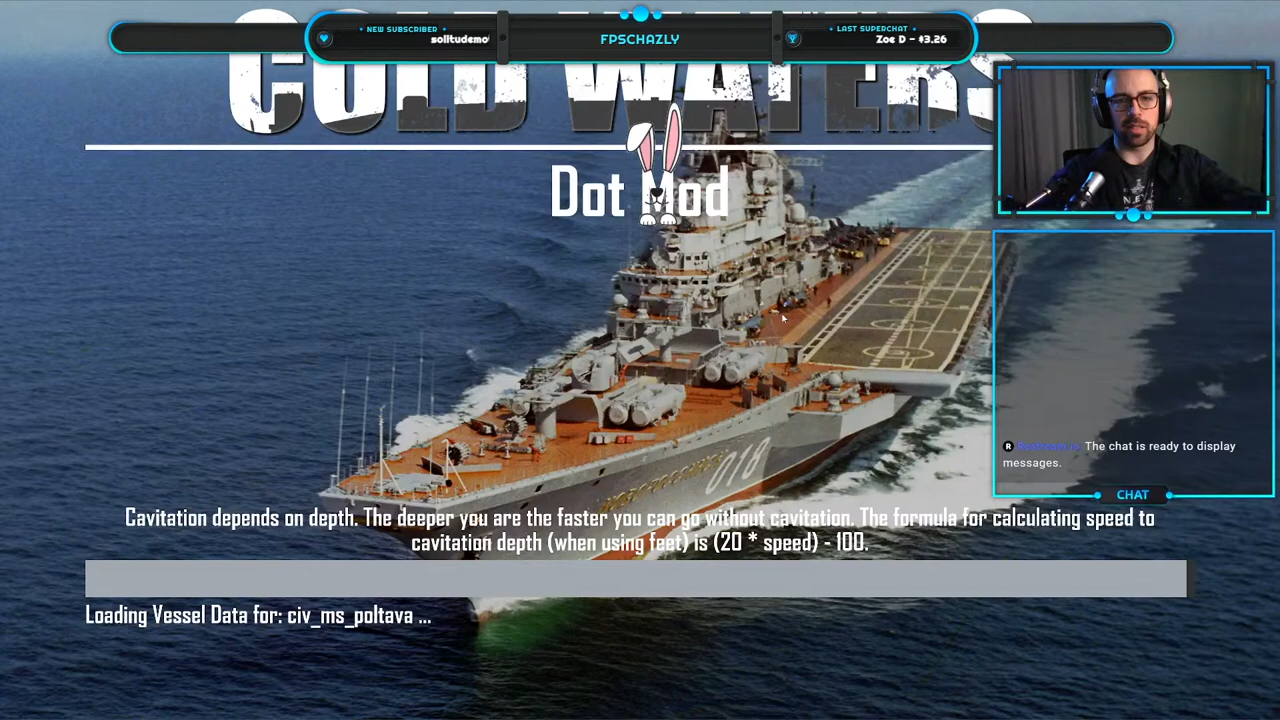 NEW SUBSCRIBER
solitudemo
FPSCHAZLY
LAST SUPERCHAT
Zoe D - $3.26
COLD WATERS
Dot Mod
018
R
The chat is ready to display
messages.
CHAT
Cavitation depends on depth. The deeper you are the faster you can go without cavitation. The formula for calculating speed to
cavitation depth (when using feet) is (20 * speed) - 100.
Loading Vessel Data for: civ_ms_poltava ...